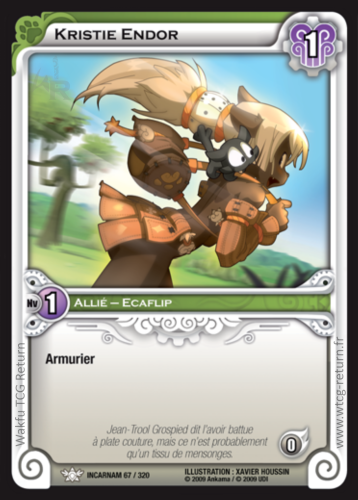 Kristie Endor
1
Nv 1
Allié – Ecaflip
Armurier
Jean-Trool Grospied dit l'avoir battue
à plate couture, mais ce n'est probablement
qu'un tissu de mensonges.
0
INCARNAM 67 / 320
ILLUSTRATION : XAVIER HOUSSIN
© 2009 Ankama / © 2009 UDI
Wakfu TCG Return
www.wtcg-return.fr